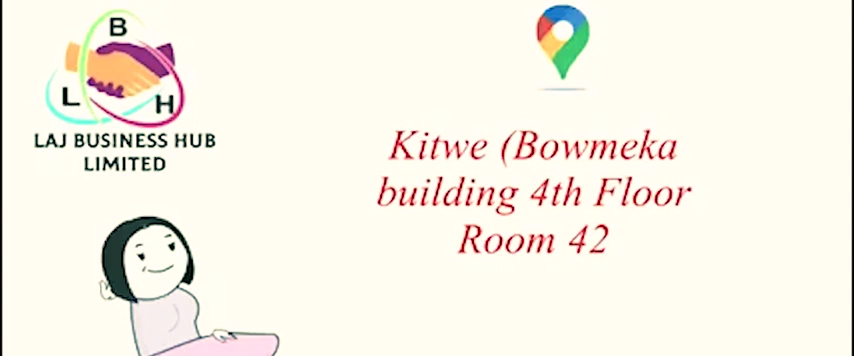 B
L H
LAJ BUSINESS HUB
LIMITED
Kitwe (Bowmeka
building 4th Floor
Room 42